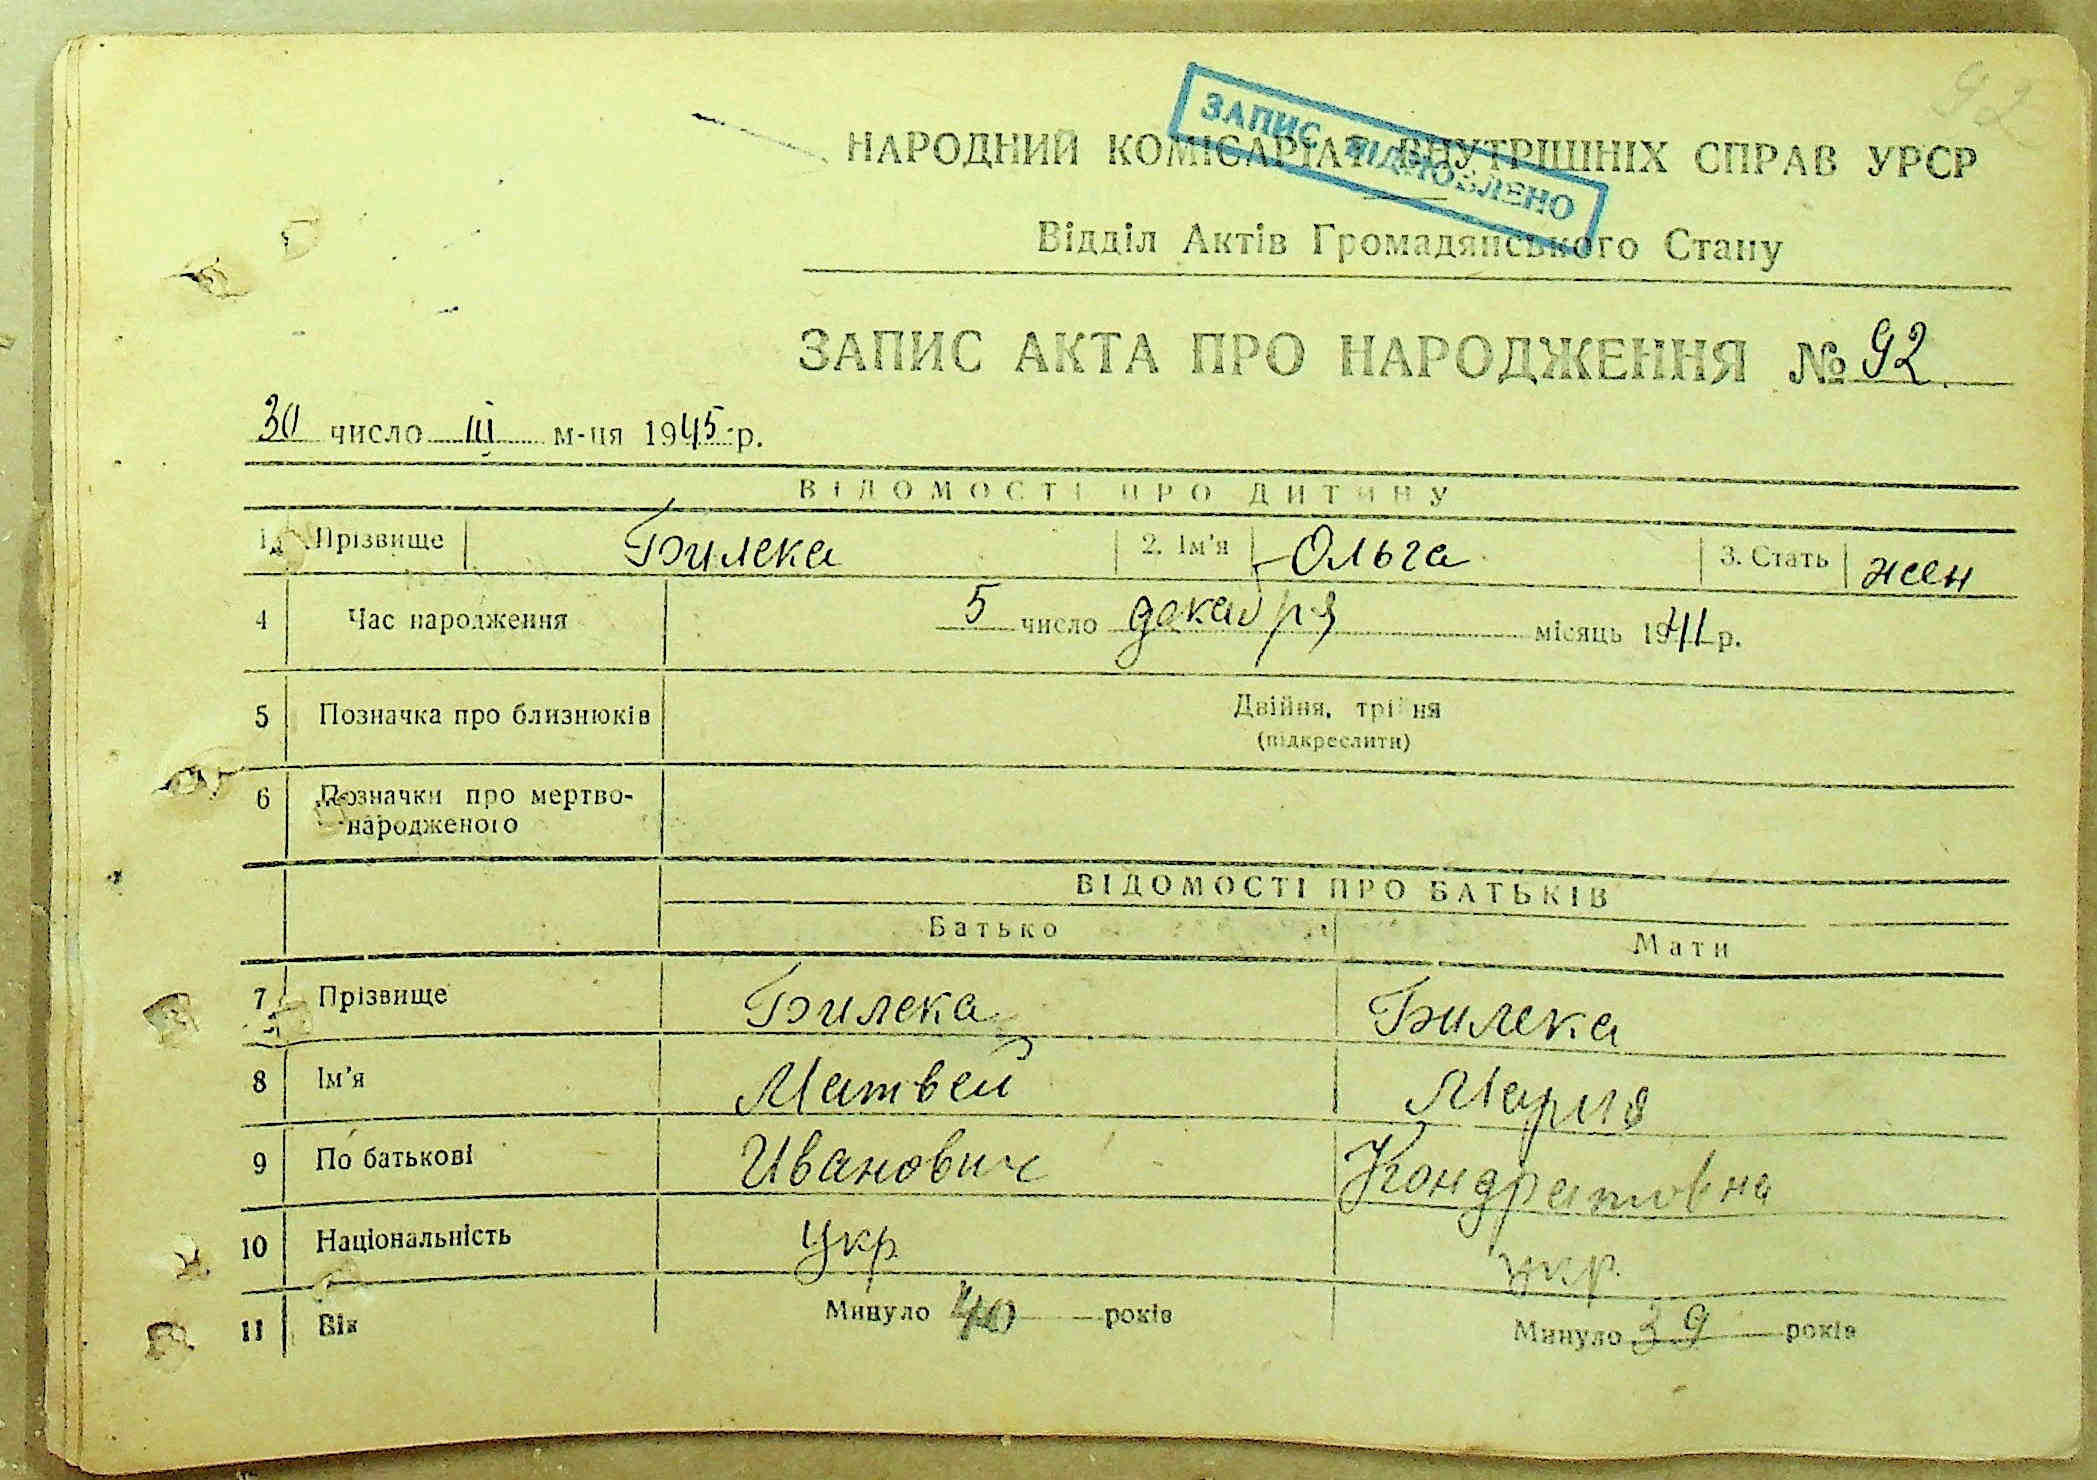 92
ЗАПИС ВІДНОВЛЕНО
НАРОДНИЙ КОМІСАРІАТ ВНУТРІШНІХ СПРАВ УРСР
Відділ Актів Громадянського Стану
ЗАПИС АКТА ПРО НАРОДЖЕННЯ № 92
30 число III м-ця 1945 р.
ВІДОМОСТІ ПРО ДИТИНУ
1. Прізвище Билека 2. Ім'я Ольга 3. Стать жен
4 Час народження 5 число декабря місяць 1941 р.
5 Позначка про близнюків Двійня, трійня
(підкреслити)
6 Позначки про мертво-
народженого
ВІДОМОСТІ ПРО БАТЬКІВ
Батько Мати
7 Прізвище Билека Билека
8 Ім'я Матвей Мария
9 По батькові Иванович Кондратовна
10 Національність Укр укр
11 Вік Минуло 40 років Минуло 39 років